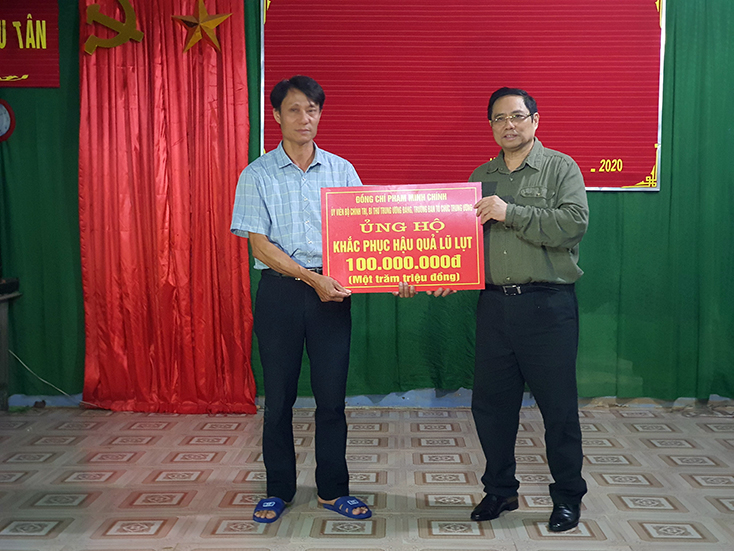 U TÂN
- 2020
ĐỒNG CHÍ PHẠM MINH CHÍNH
ỦY VIÊN BỘ CHÍNH TRỊ, BÍ THƯ TRUNG ƯƠNG ĐẢNG, TRƯỞNG BAN TỔ CHỨC TRUNG ƯƠNG
ỦNG HỘ
KHẮC PHỤC HẬU QUẢ LŨ LỤT
100.000.000đ
(Một trăm triệu đồng)